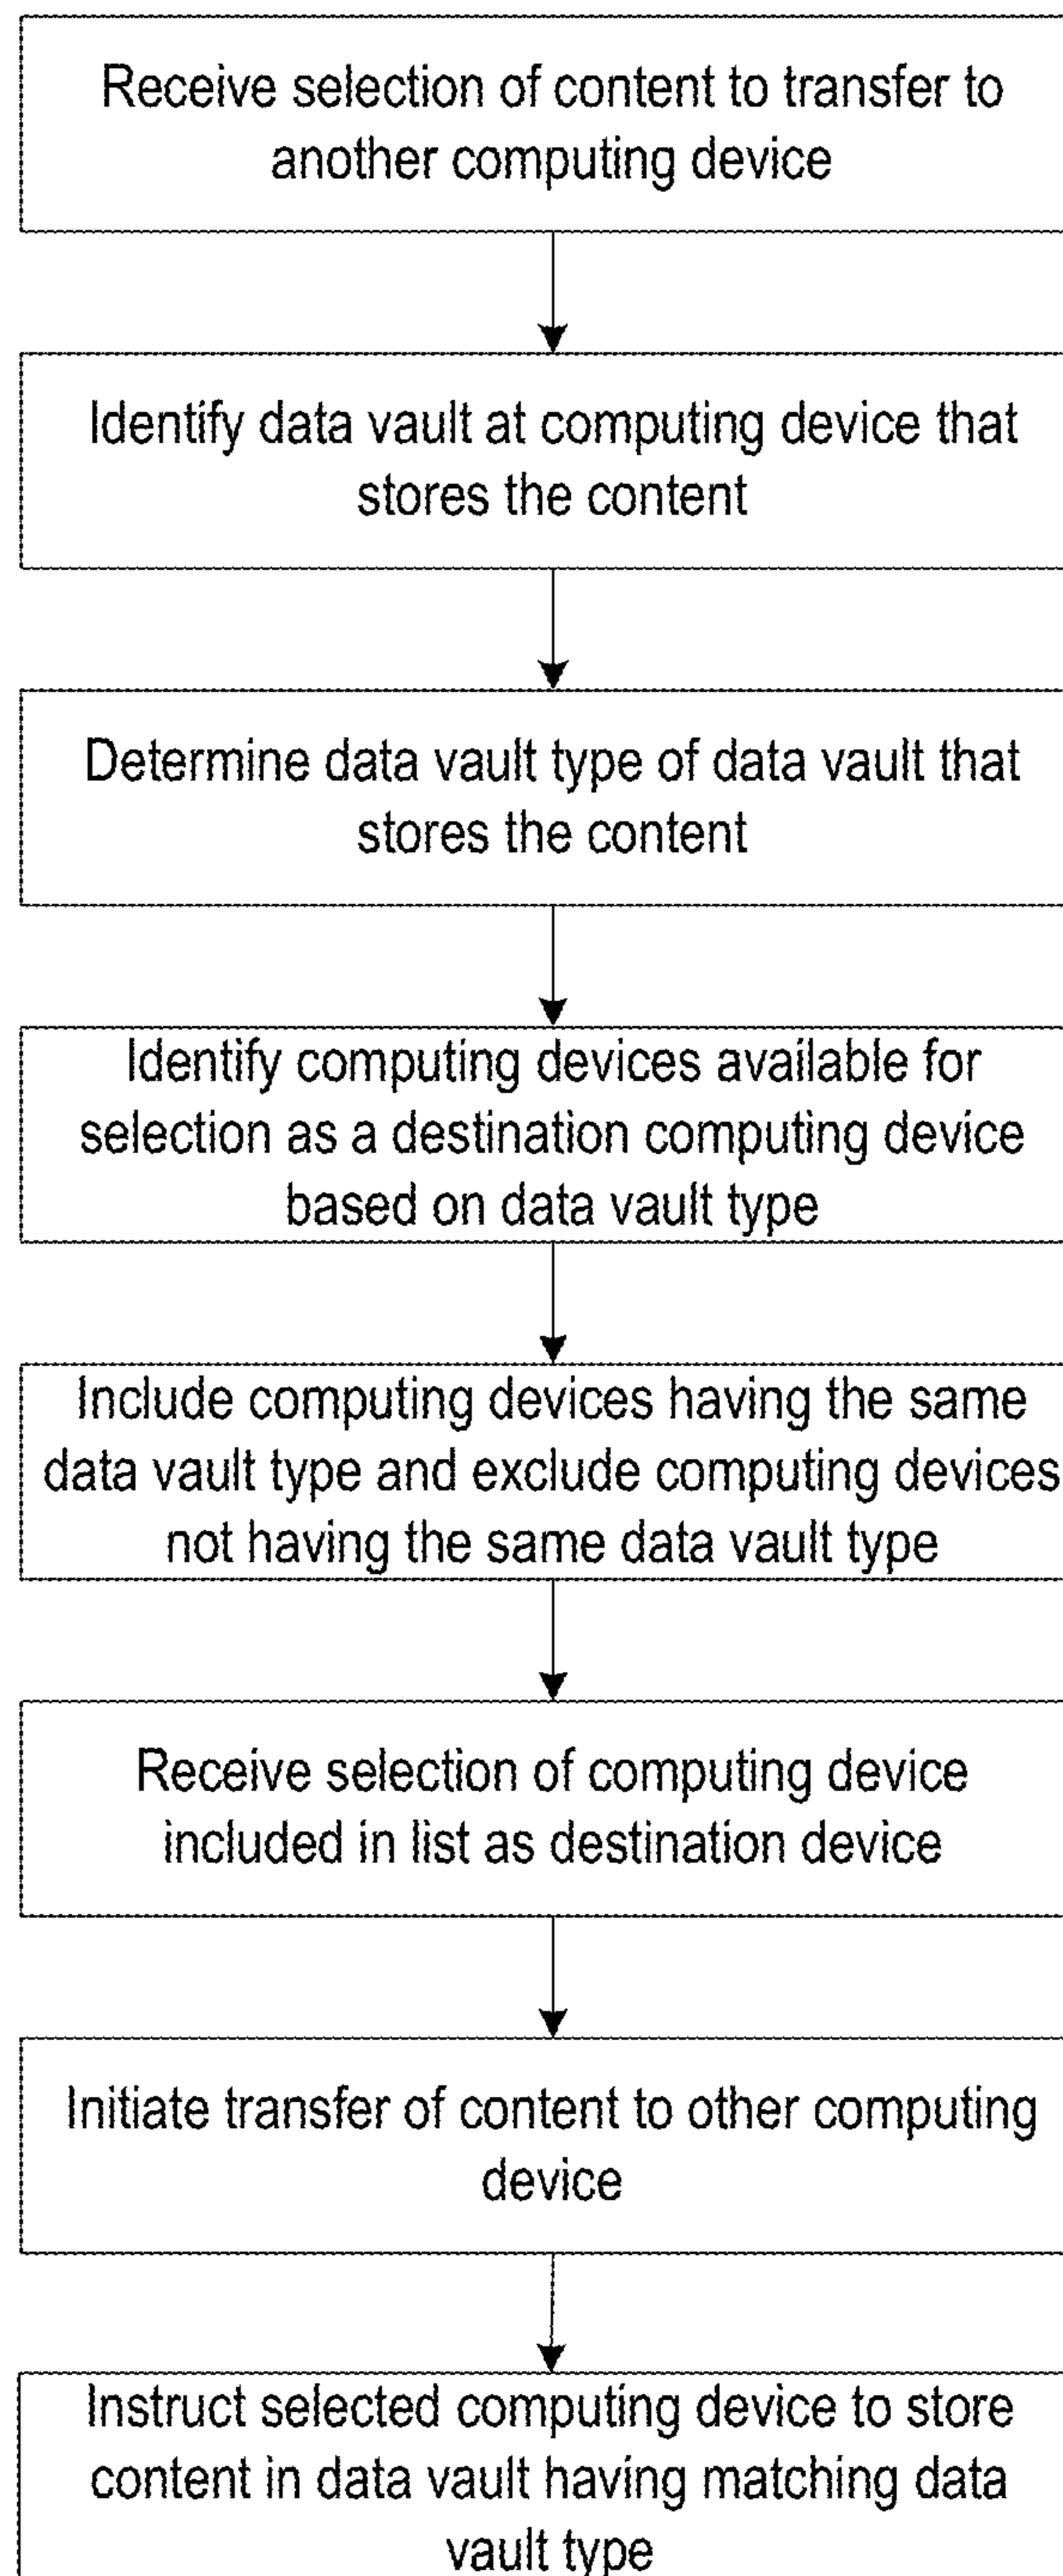 Receive selection of content to transfer to
another computing device
Identify data vault at computing device that
stores the content
Determine data vault type of data vault that
stores the content
Identify computing devices available for
selection as a destination computing device
based on data vault type
Include computing devices having the same
data vault type and exclude computing devices
not having the same data vault type
Receive selection of computing device
included in list as destination device
Initiate transfer of content to other computing
device
Instruct selected computing device to store
content in data vault having matching data
vault type